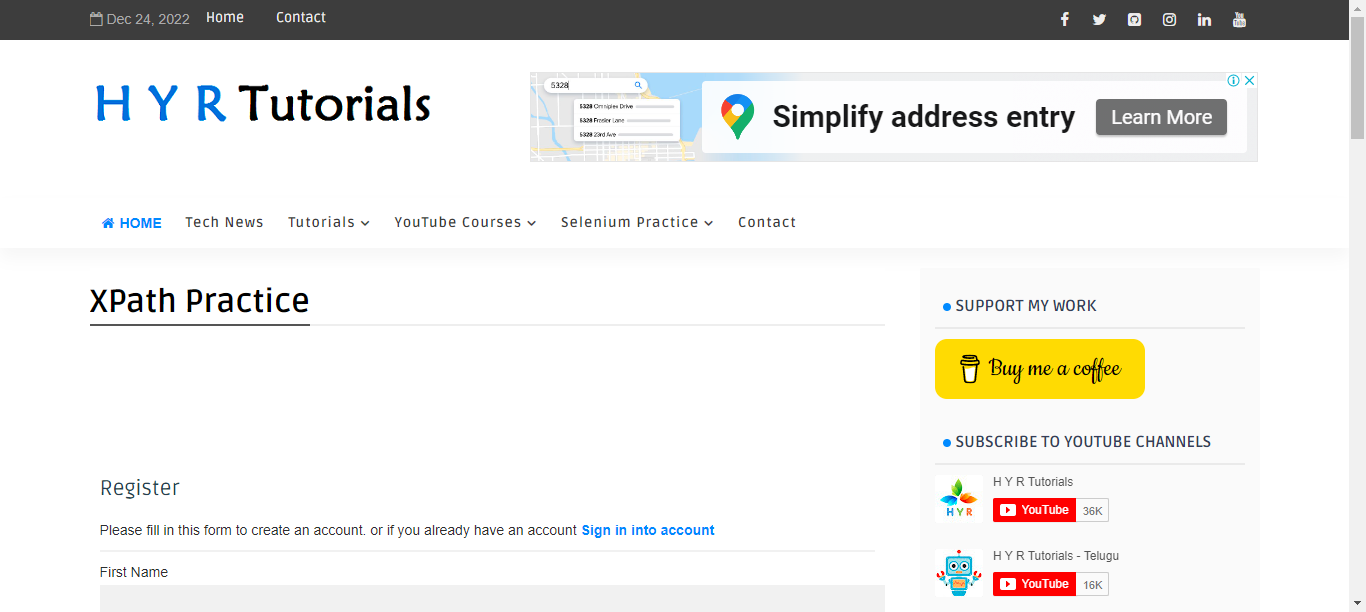 Dec 24, 2022 Home Contact
H Y R Tutorials
5328
5328 Omniplex Drive
5328 Frasier Lane
5328 23rd Ave
Simplify address entry
Learn More
HOME Tech News Tutorials YouTube Courses Selenium Practice Contact
XPath Practice
Register
Please fill in this form to create an account. or if you already have an account Sign in into account
First Name
SUPPORT MY WORK
Buy me a coffee
SUBSCRIBE TO YOUTUBE CHANNELS
H Y R
H Y R Tutorials
YouTube 36K
H Y R Tutorials - Telugu
YouTube 16K